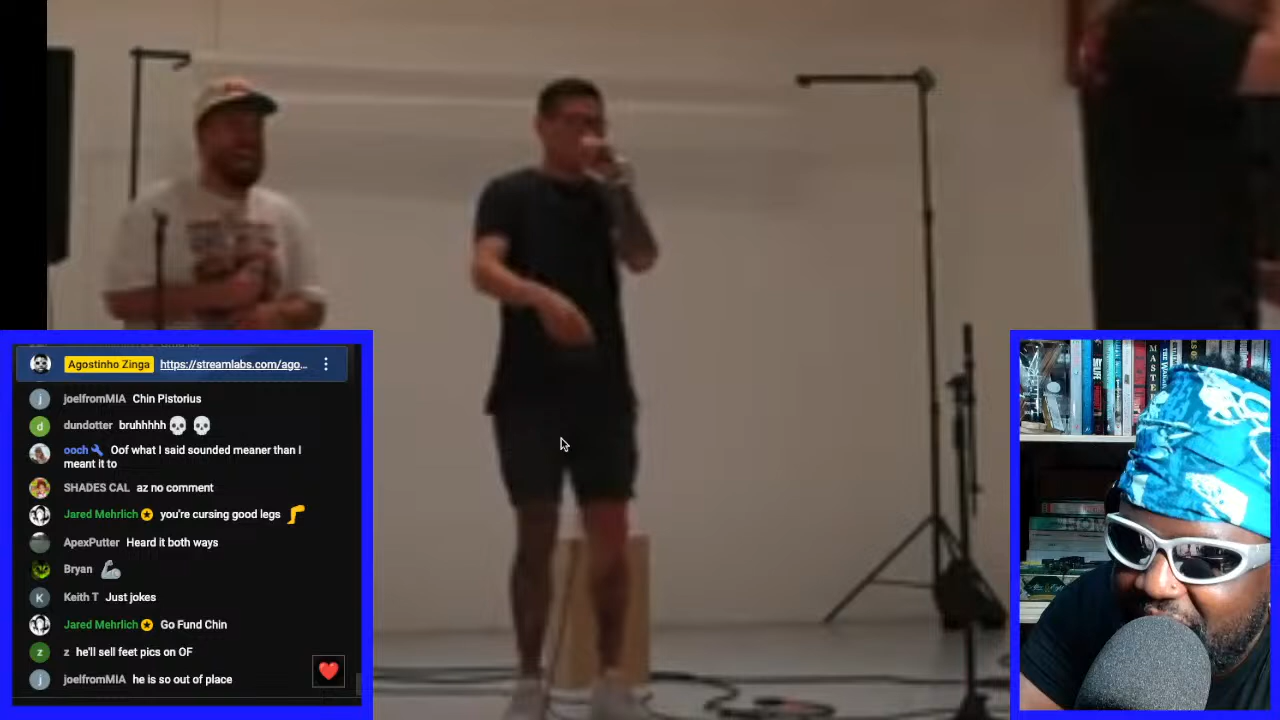 Agostinho Zinga https://streamlabs.com/ago...
joelfromMIA Chin Pistorius
dundotter bruhhhhh
ooch Oof what I said sounded meaner than I
meant it to
SHADES CAL az no comment
Jared Mehrlich you're cursing good legs
ApexPutter Heard it both ways
Bryan
Keith T Just jokes
Jared Mehrlich Go Fund Chin
z he'll sell feet pics on OF
joelfromMIA he is so out of place